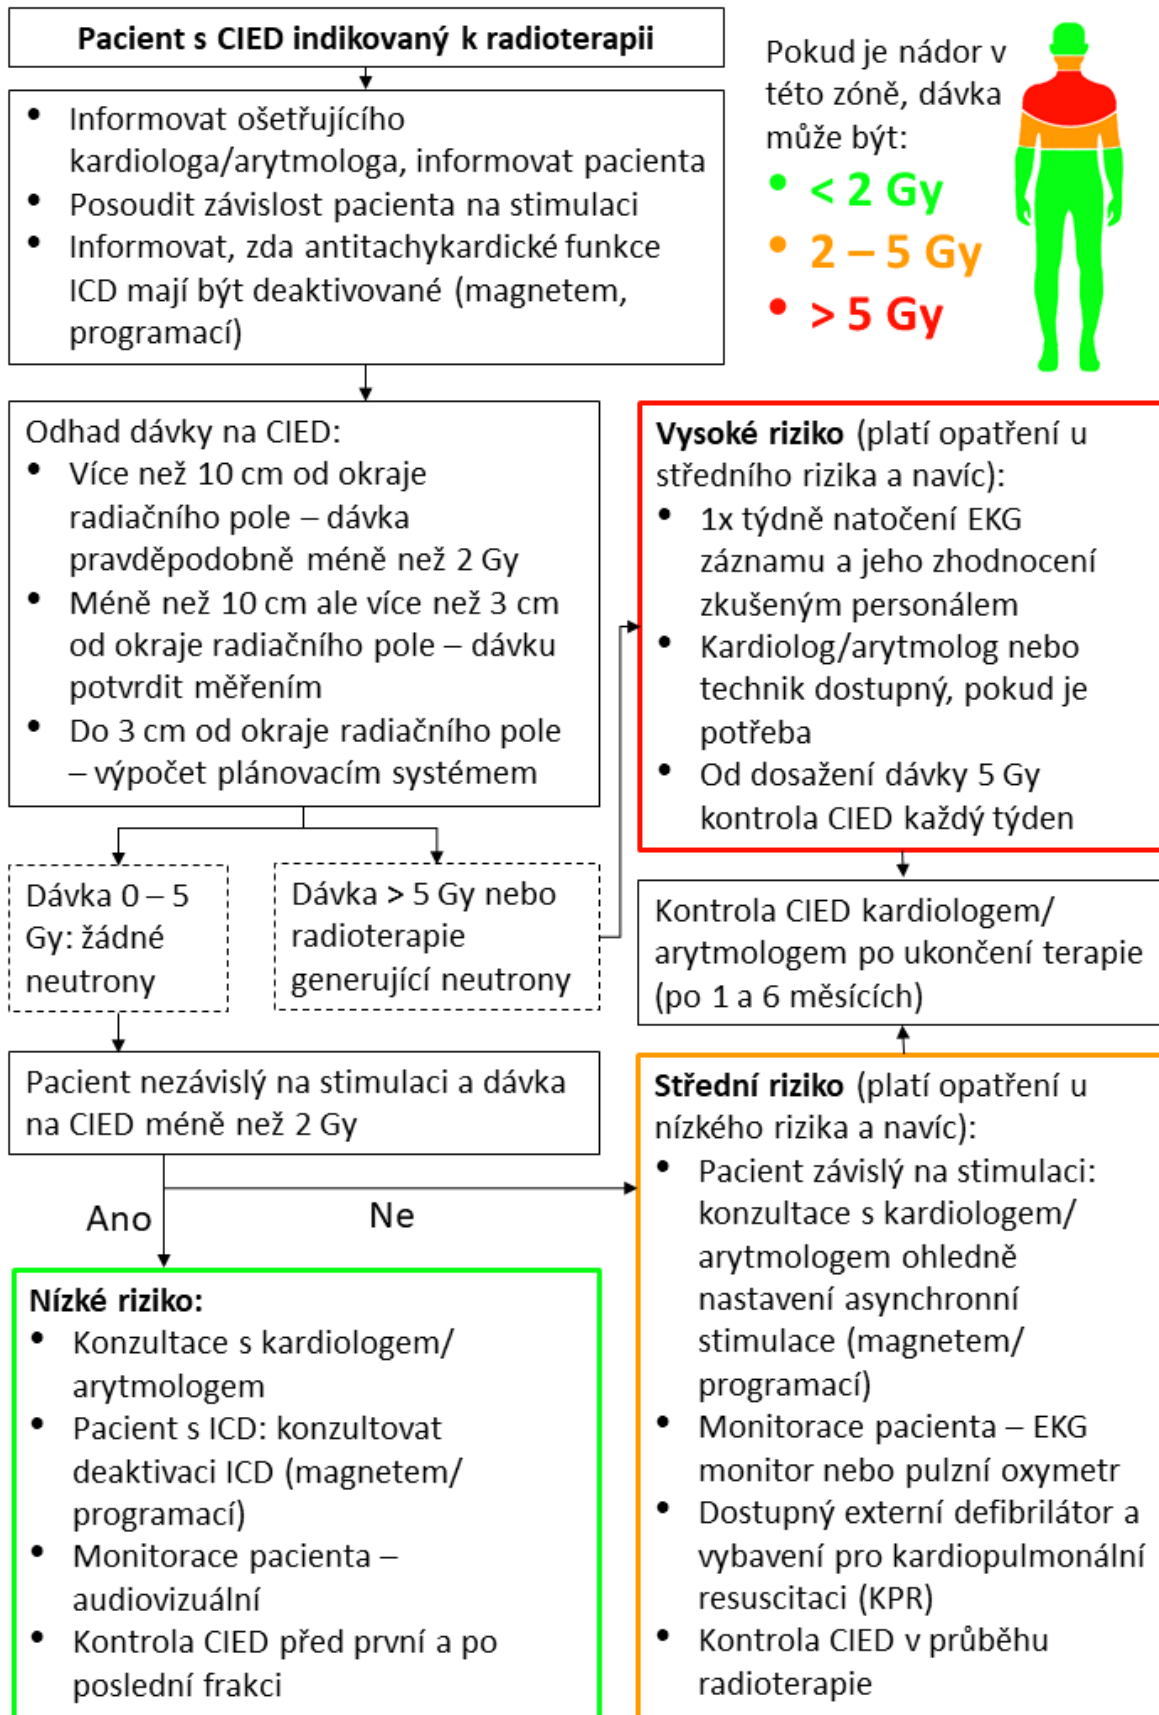 Pacient s CIED indikovaný k radioterapii
• Informovat ošetřujícího
kardiologa/arytmologa, informovat pacienta
• Posoudit závislost pacienta na stimulaci
• Informovat, zda antitachykardické funkce
ICD mají být deaktivované (magnetem,
programací)
Pokud je nádor v
této zóně, dávka
může být:
• < 2 Gy
• 2 – 5 Gy
• > 5 Gy
Odhad dávky na CIED:
• Více než 10 cm od okraje
radiačního pole – dávka
pravděpodobně méně než 2 Gy
• Méně než 10 cm ale více než 3 cm
od okraje radiačního pole – dávku
potvrdit měřením
• Do 3 cm od okraje radiačního pole
– výpočet plánovacím systémem
Dávka 0 – 5
Gy: žádné
neutrony
Dávka > 5 Gy nebo
radioterapie
generující neutrony
Vysoké riziko (platí opatření u
středního rizika a navíc):
• 1x týdně natočení EKG
záznamu a jeho zhodnocení
zkušeným personálem
• Kardiolog/arytmolog nebo
technik dostupný, pokud je
potřeba
• Od dosažení dávky 5 Gy
kontrola CIED každý týden
Kontrola CIED kardiologem/
arytmologem po ukončení terapie
(po 1 a 6 měsících)
Pacient nezávislý na stimulaci a dávka
na CIED méně než 2 Gy
Ano
Ne
Nízké riziko:
• Konzultace s kardiologem/
arytmologem
• Pacient s ICD: konzultovat
deaktivaci ICD (magnetem/
programací)
• Monitorace pacienta –
audiovizuální
• Kontrola CIED před první a po
poslední frakci
Střední riziko (platí opatření u
nízkého rizika a navíc):
• Pacient závislý na stimulaci:
konzultace s kardiologem/
arytmologem ohledně
nastavení asynchronní
stimulace (magnetem/
programací)
• Monitorace pacienta – EKG
monitor nebo pulzní oxymetr
• Dostupný externí defibrilátor a
vybavení pro kardiopulmonální
resuscitaci (KPR)
• Kontrola CIED v průběhu
radioterapie